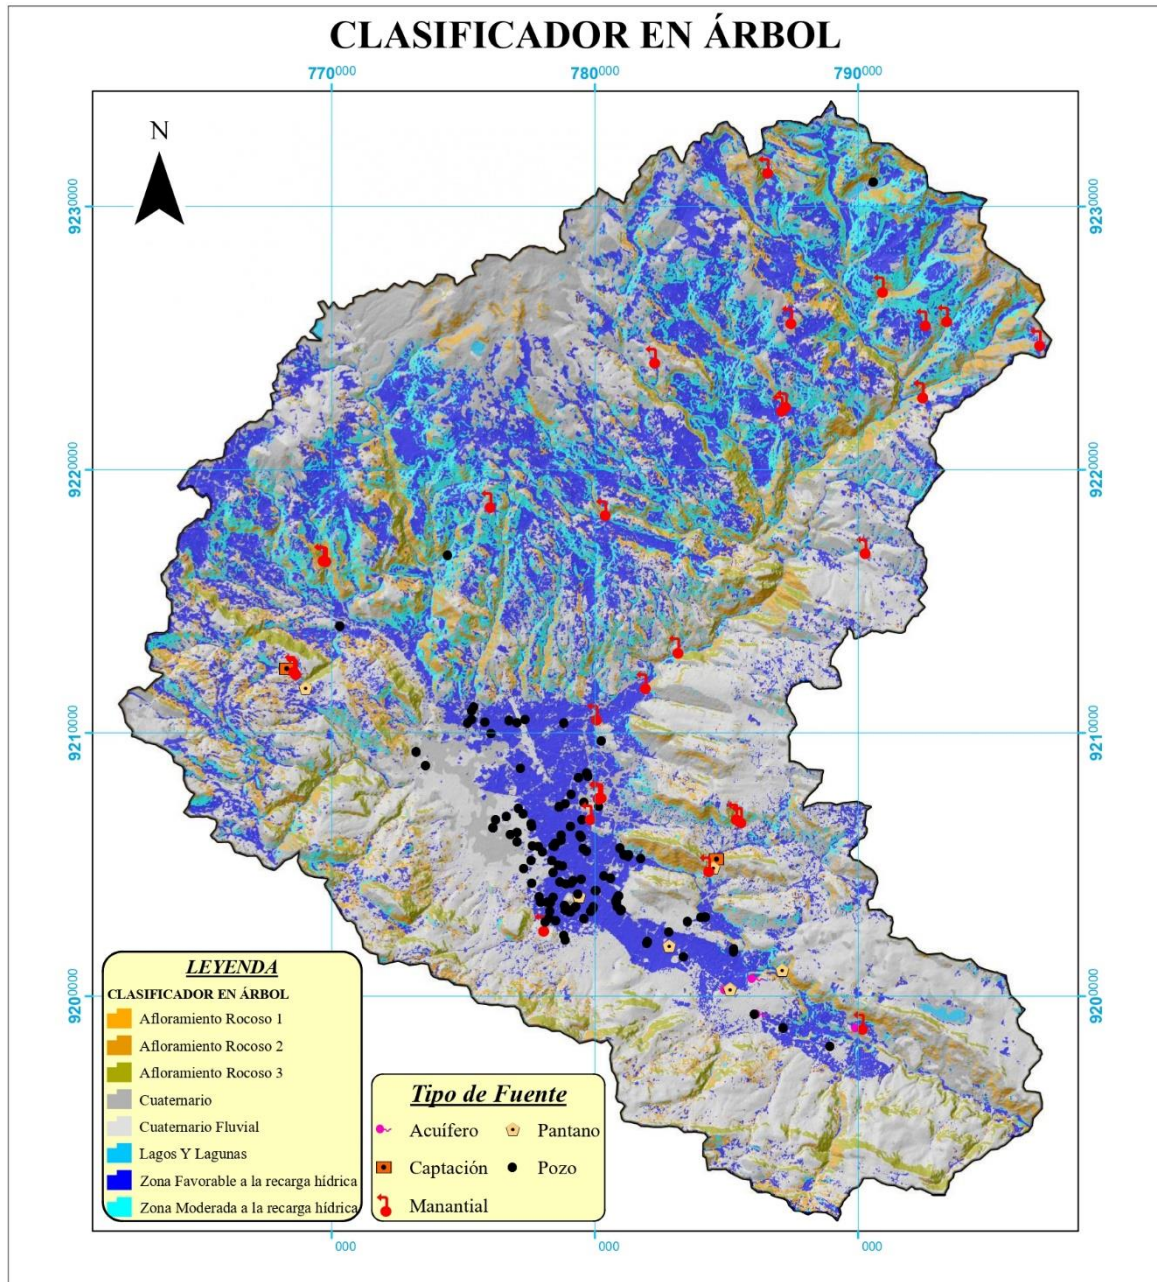 CLASIFICADOR EN ÁRBOL
770000 780000 790000
N
9230000 9230000
9220000 9220000
9210000 9210000
9200000 9200000
LEYENDA
CLASIFICADOR EN ÁRBOL
Afloramiento Rocoso 1
Afloramiento Rocoso 2
Afloramiento Rocoso 3
Cuaternario
Cuaternario Fluvial
Lagos Y Lagunas
Zona Favorable a la recarga hídrica
Zona Moderada a la recarga hídrica
Tipo de Fuente
Acuífero Pantano
Captación Pozo
Manantial
000 000 000